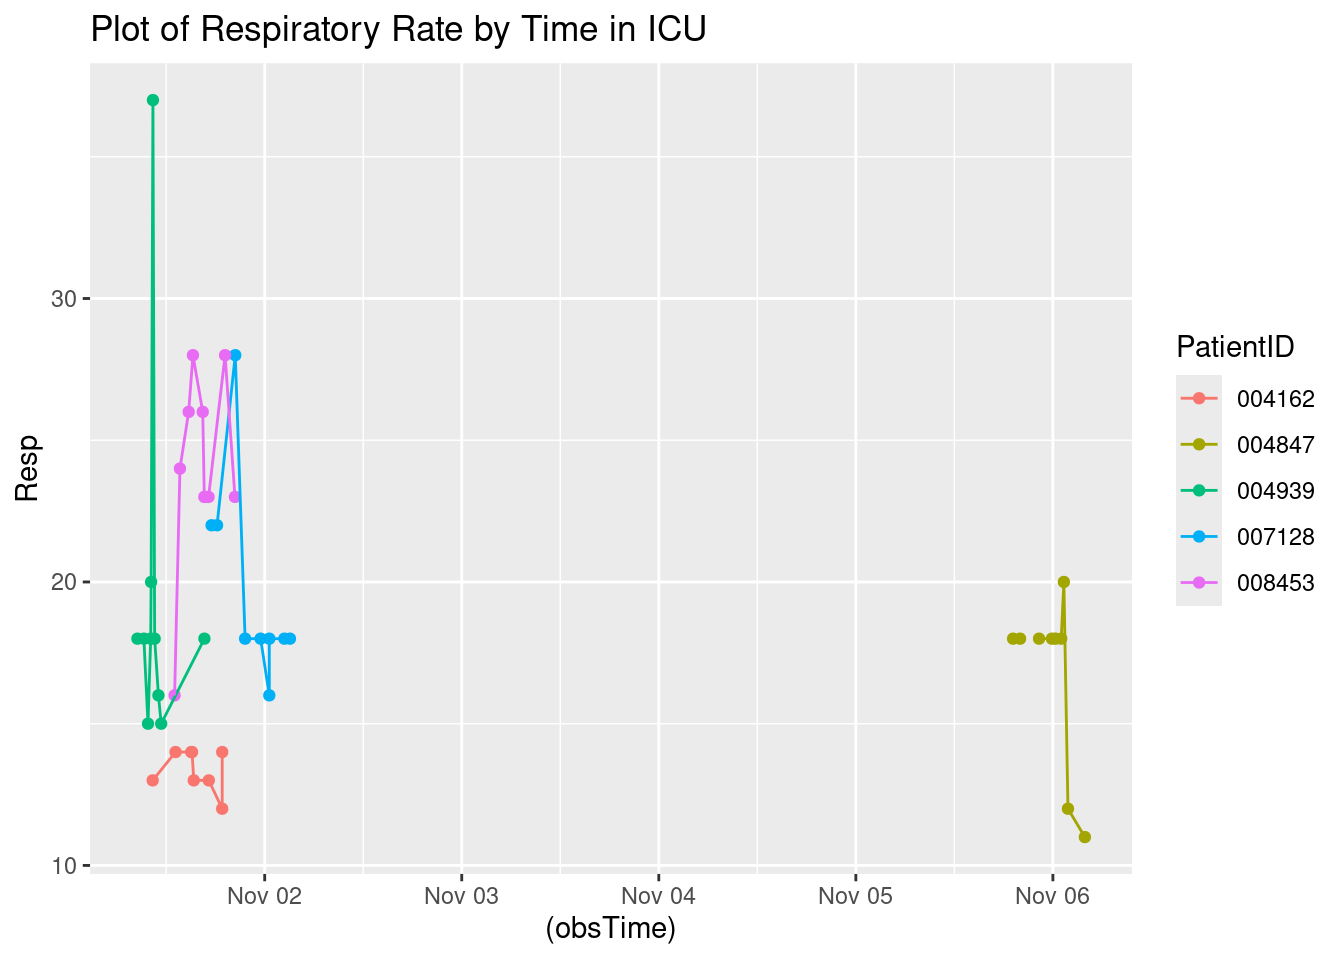 Plot of Respiratory Rate by Time in ICU
Resp
30
20
10
Nov 02
Nov 03
Nov 04
Nov 05
Nov 06
(obsTime)
PatientID
004162
004847
004939
007128
008453